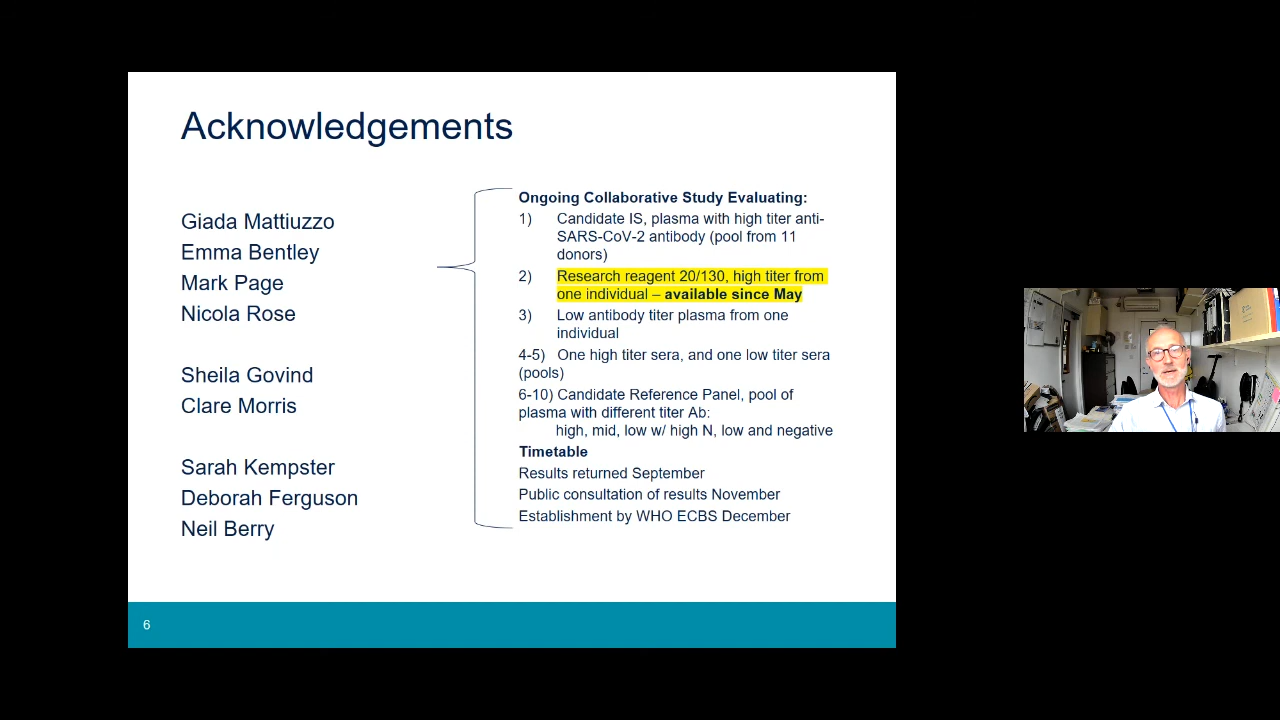 Acknowledgements
Giada Mattiuzzo
Emma Bentley
Mark Page
Nicola Rose
Sheila Govind
Clare Morris
Sarah Kempster
Deborah Ferguson
Neil Berry
Ongoing Collaborative Study Evaluating:
1) Candidate IS, plasma with high titer anti-
SARS-CoV-2 antibody (pool from 11
donors)
2) Research reagent 20/130, high titer from
one individual – available since May
3) Low antibody titer plasma from one
individual
4-5) One high titer sera, and one low titer sera
(pools)
6-10) Candidate Reference Panel, pool of
plasma with different titer Ab:
high, mid, low w/ high N, low and negative
Timetable
Results returned September
Public consultation of results November
Establishment by WHO ECBS December
6